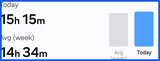 Today
15h 15m
Avg (week)
14h 34m
Avg
(week)
Today